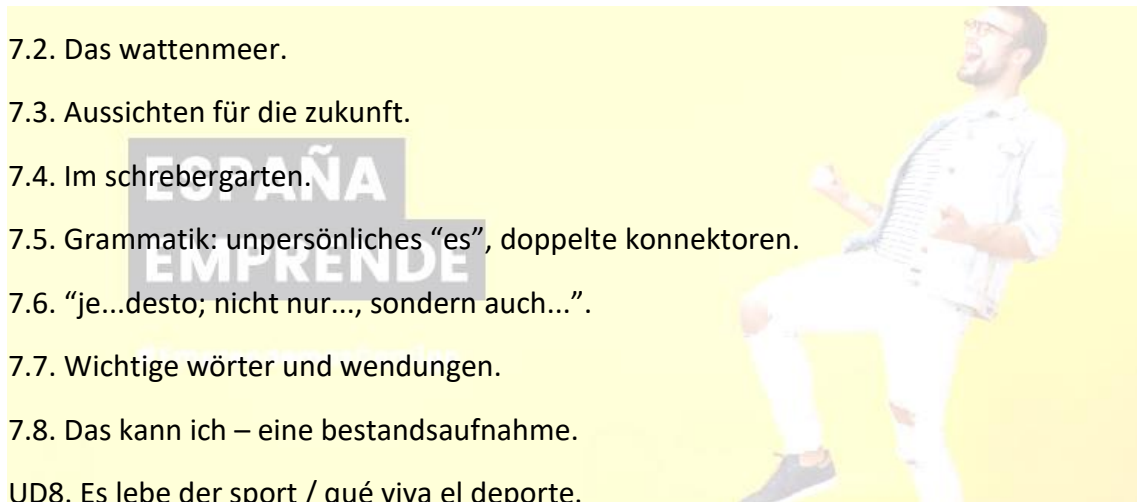 7.2. Das wattenmeer.
7.3. Aussichten für die zukunft.
7.4. Im schrebergarten.
ESPAÑA
7.5. Grammatik: unpersönliches “es”, doppelte konnektoren.
EMPRENDE
7.6. “je...desto; nicht nur..., sondern auch...”.
7.7. Wichtige wörter und wendungen.
7.8. Das kann ich – eine bestandsaufnahme.
UD8. Es lebe der sport / qué viva el deporte.